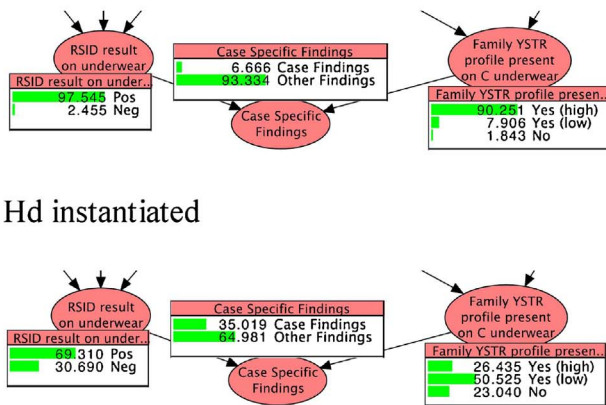 RSID result
on underwear
RSID result on under...
97.545 Pos
2.455 Neg
Case Specific Findings
6.666 Case Findings
93.334 Other Findings
Case Specific
Findings
Family YSTR
profile present
on C underwear
Family YSTR profile presen...
90.251 Yes (high)
7.906 Yes (low)
1.843 No
Hd instantiated
RSID result
on underwear
RSID result on under...
69.310 Pos
30.690 Neg
Case Specific Findings
35.019 Case Findings
64.981 Other Findings
Case Specific
Findings
Family YSTR
profile present
on C underwear
Family YSTR profile presen...
26.435 Yes (high)
50.525 Yes (low)
23.040 No